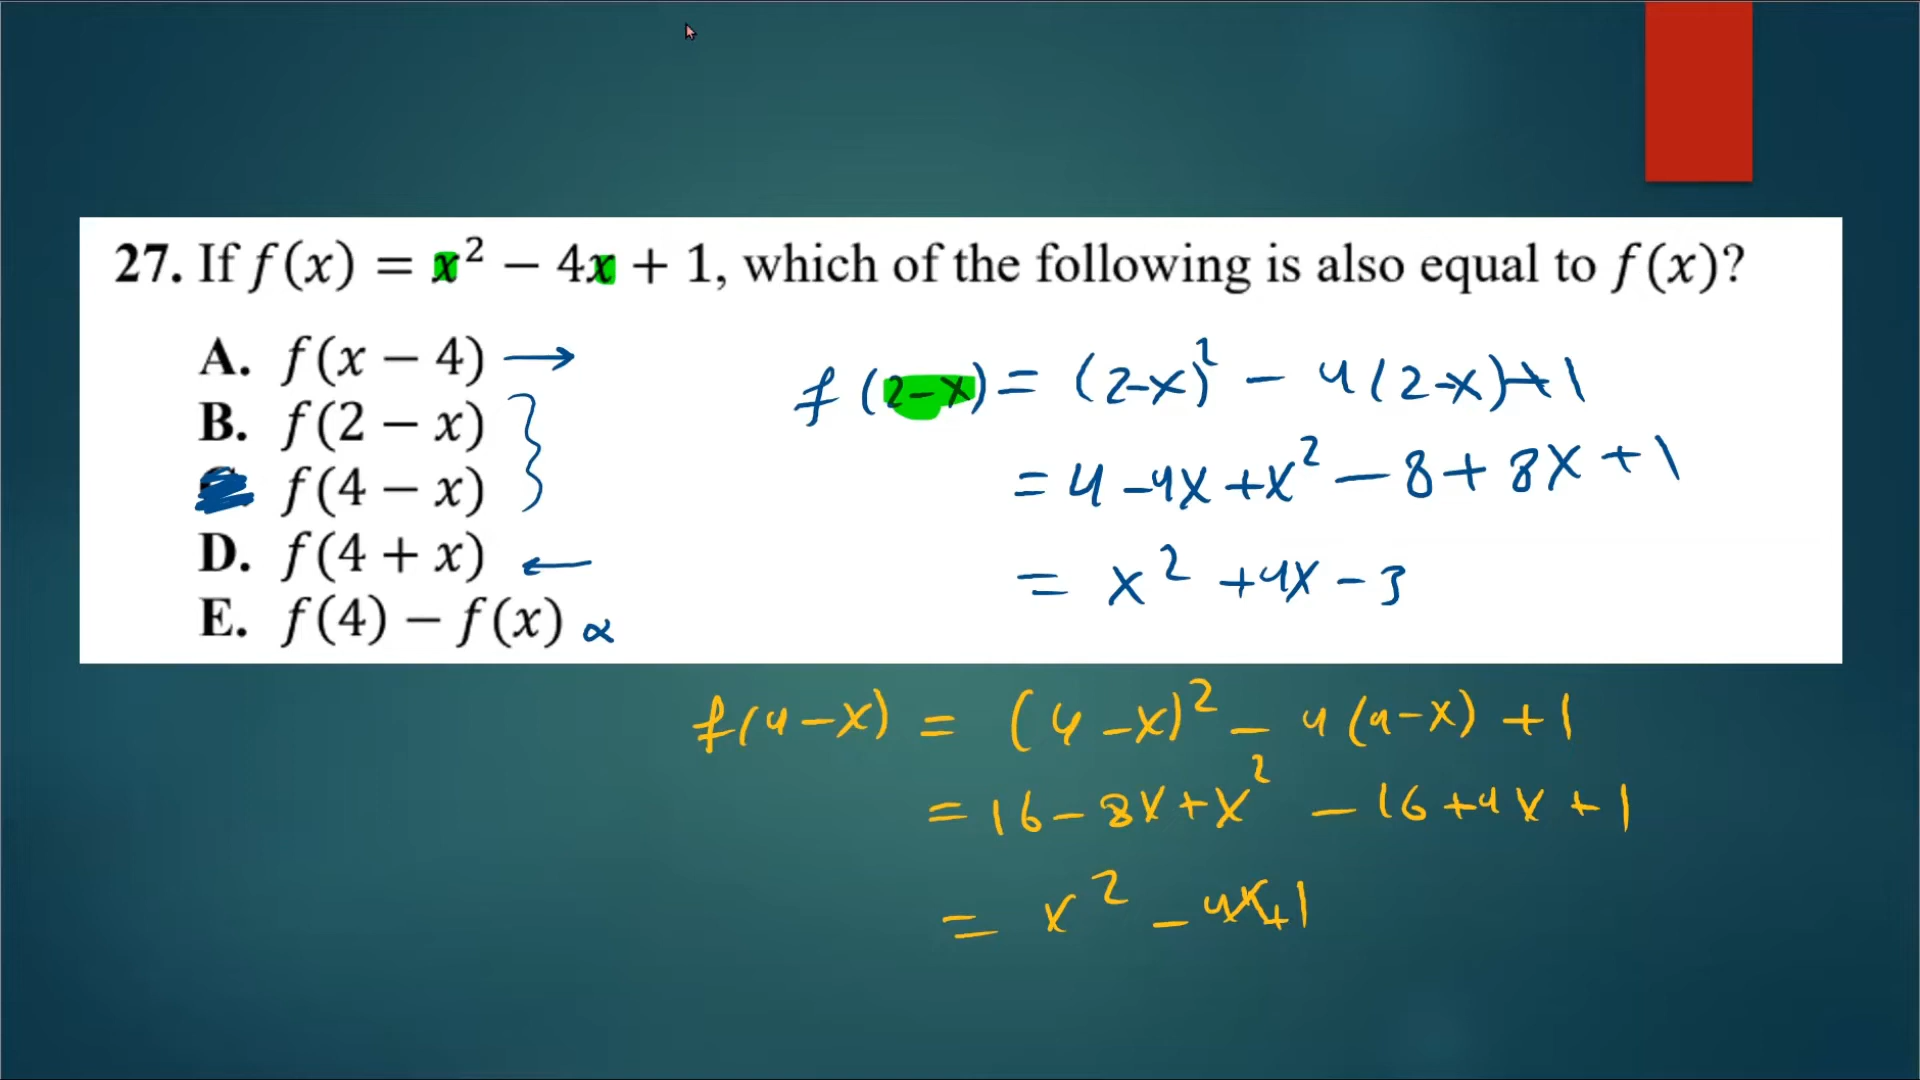 27. If f(x) = x² − 4x + 1, which of the following is also equal to f(x)?
A. f(x − 4) →
B. f(2 − x)
f(4 − x)
D. f(4 + x) ←
E. f(4) − f(x) ∝
f(2-x) = (2-x)² - 4(2-x)+1
= 4 -4x +x² - 8 + 8x + 1
= x² +4x - 3
f(4-x) = (4-x)² - 4(4-x) + 1
= 16 - 8x + x² - 16 + 4x + 1
= x² - 4x+1